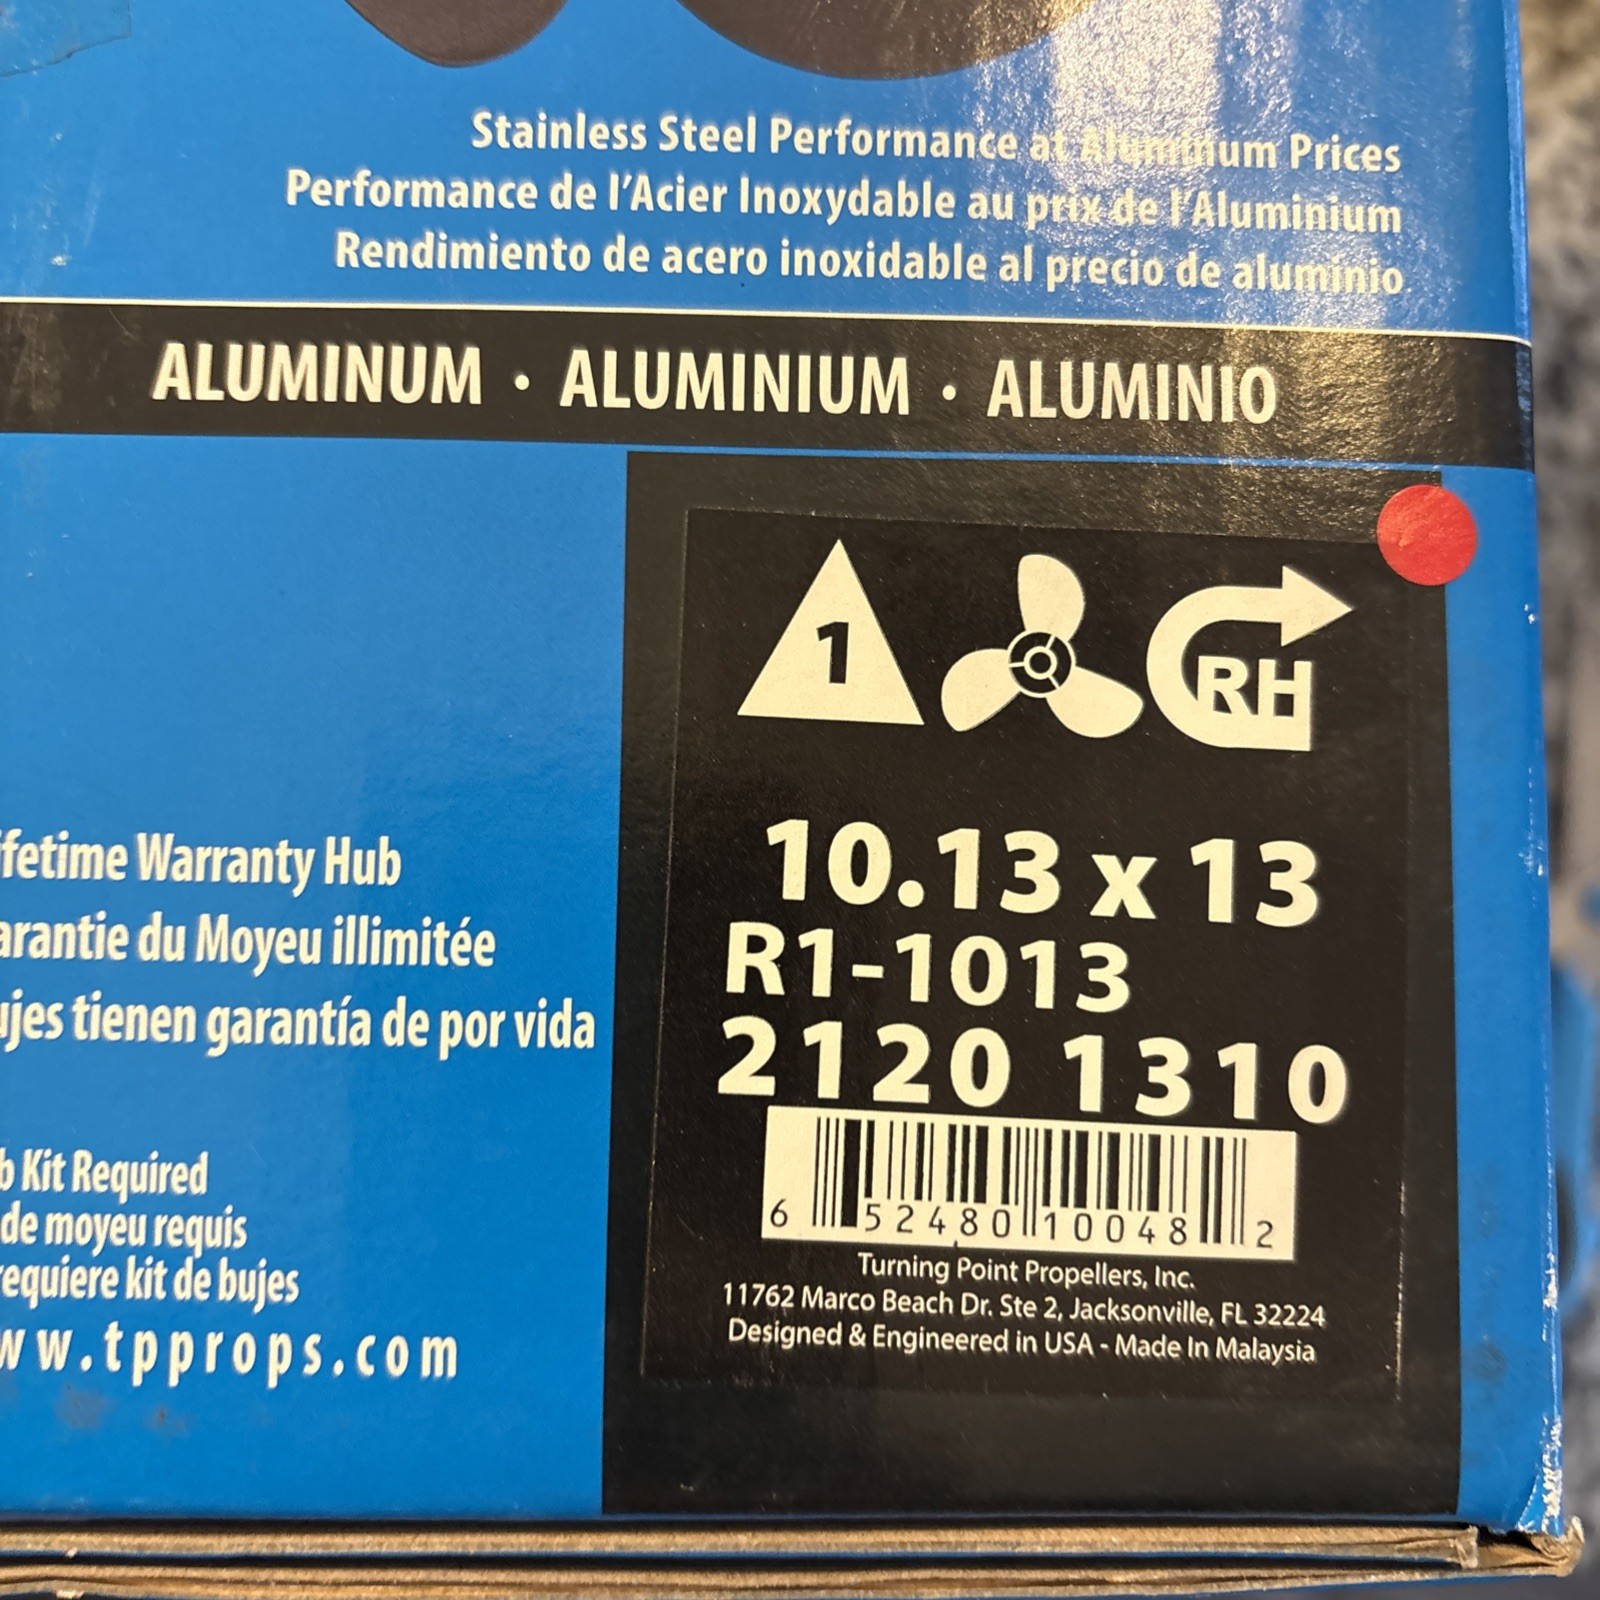 Stainless Steel Performance at Aluminum Prices
Performance de l'Acier Inoxydable au prix de l'Aluminium
Rendimiento de acero inoxidable al precio de aluminio
ALUMINUM • ALUMINIUM • ALUMINIO
1
RH
10.13 x 13
R1-1013
2120 1310
6 52480 10048 2
Turning Point Propellers, Inc.
11762 Marco Beach Dr. Ste 2, Jacksonville, FL 32224
Designed & Engineered in USA - Made In Malaysia
ifetime Warranty Hub
arantie du Moyeu illimitée
ujes tienen garantía de por vida
b Kit Required
de moyeu requis
equiere kit de bujes
ww.tpprops.com